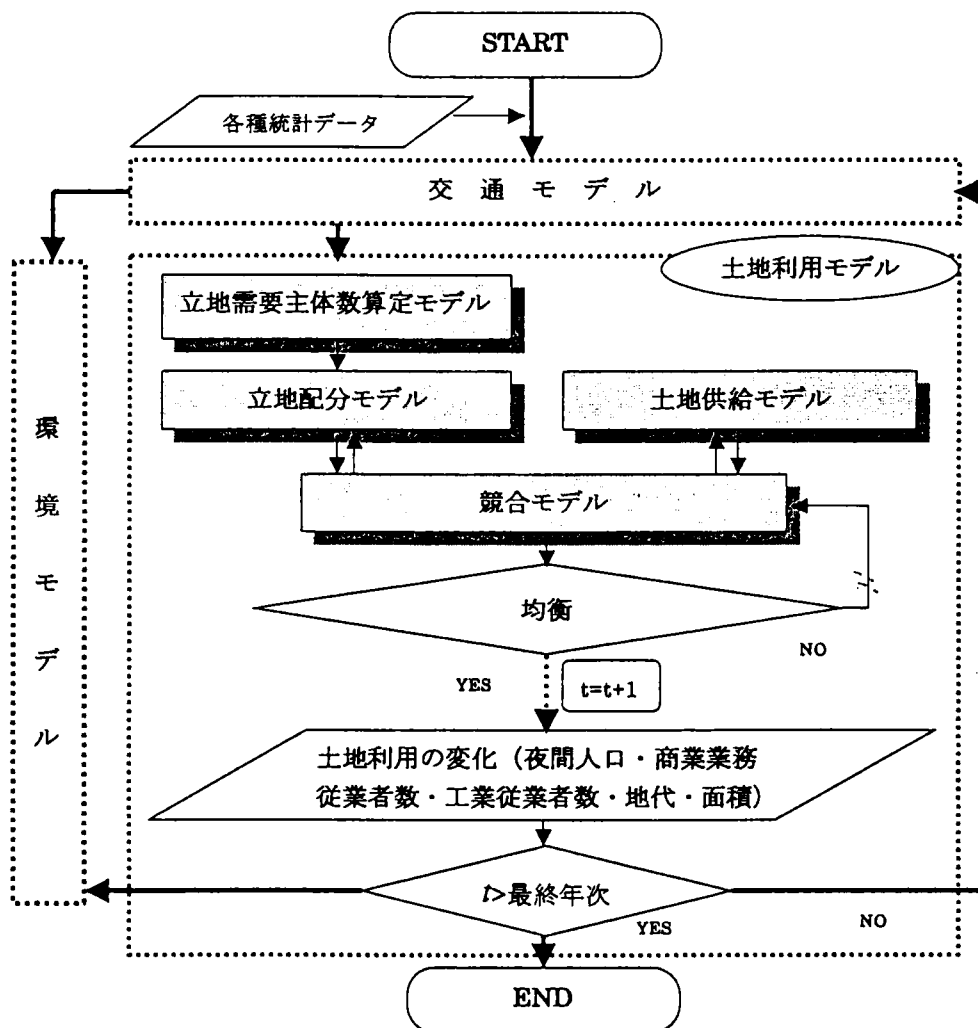 START
各種統計データ
交通モデル
土地利用モデル
立地需要主体数算定モデル
立地配分モデル
土地供給モデル
環境モデル
競合モデル
均衡
NO
YES
t=t+1
土地利用の変化（夜間人口・商業業務
従業者数・工業従業者数・地代・面積）
t>最終年次
YES
NO
END